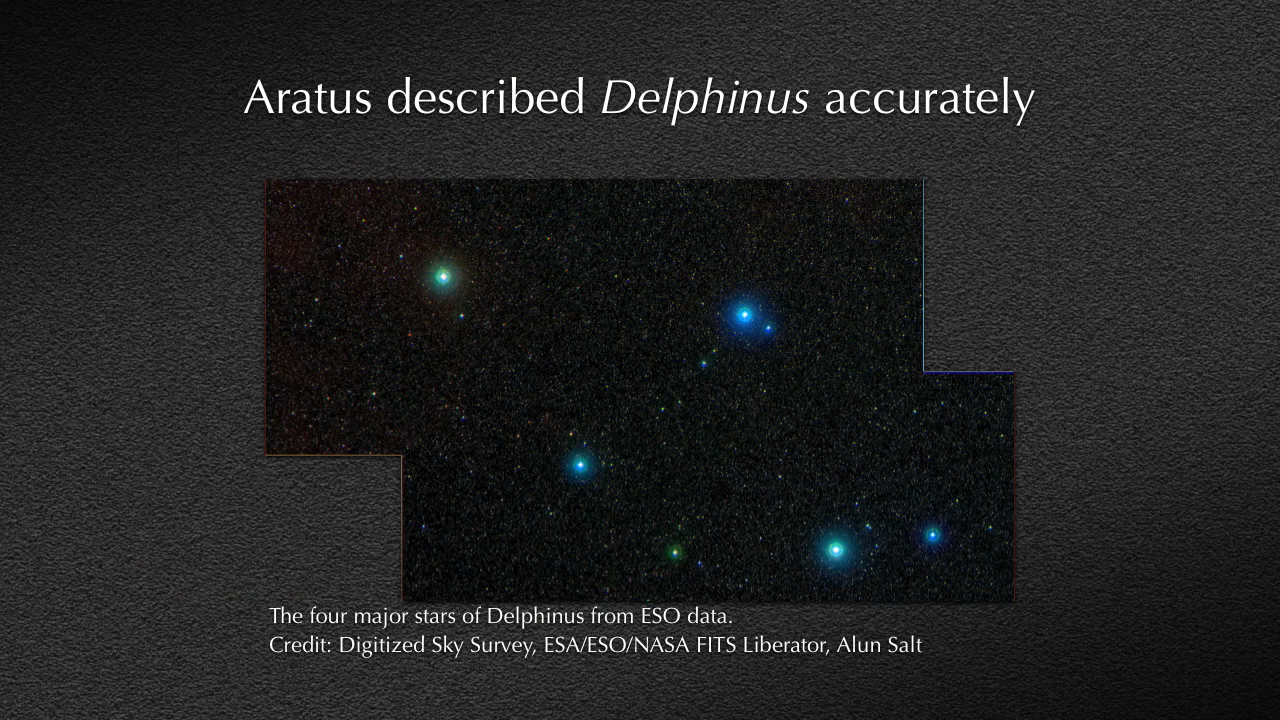 Aratus described Delphinus accurately
The four major stars of Delphinus from ESO data.
Credit: Digitized Sky Survey, ESA/ESO/NASA FITS Liberator, Alun Salt